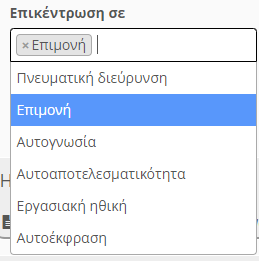 Επικέντρωση σε
×Επιμονή
Πνευματική διεύρυνση
Επιμονή
Αυτογνωσία
Αυτοαποτελεσματικότητα
Εργασιακή ηθική
Αυτοέκφραση